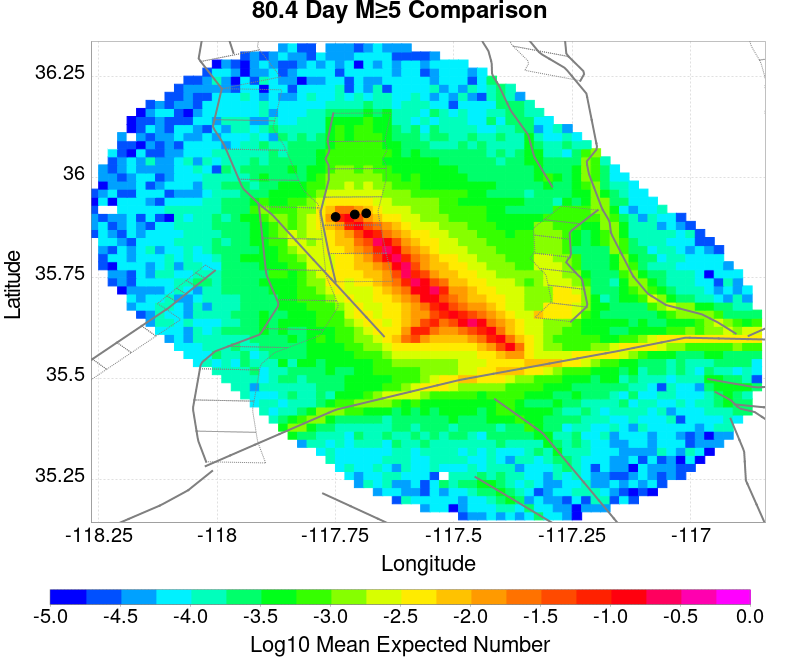 80.4 Day M≥5 Comparison
36.25
36
35.75
35.5
35.25
Latitude
-118.25 -118 -117.75 -117.5 -117.25 -117
Longitude
-5.0 -4.5 -4.0 -3.5 -3.0 -2.5 -2.0 -1.5 -1.0 -0.5 0.0
Log10 Mean Expected Number